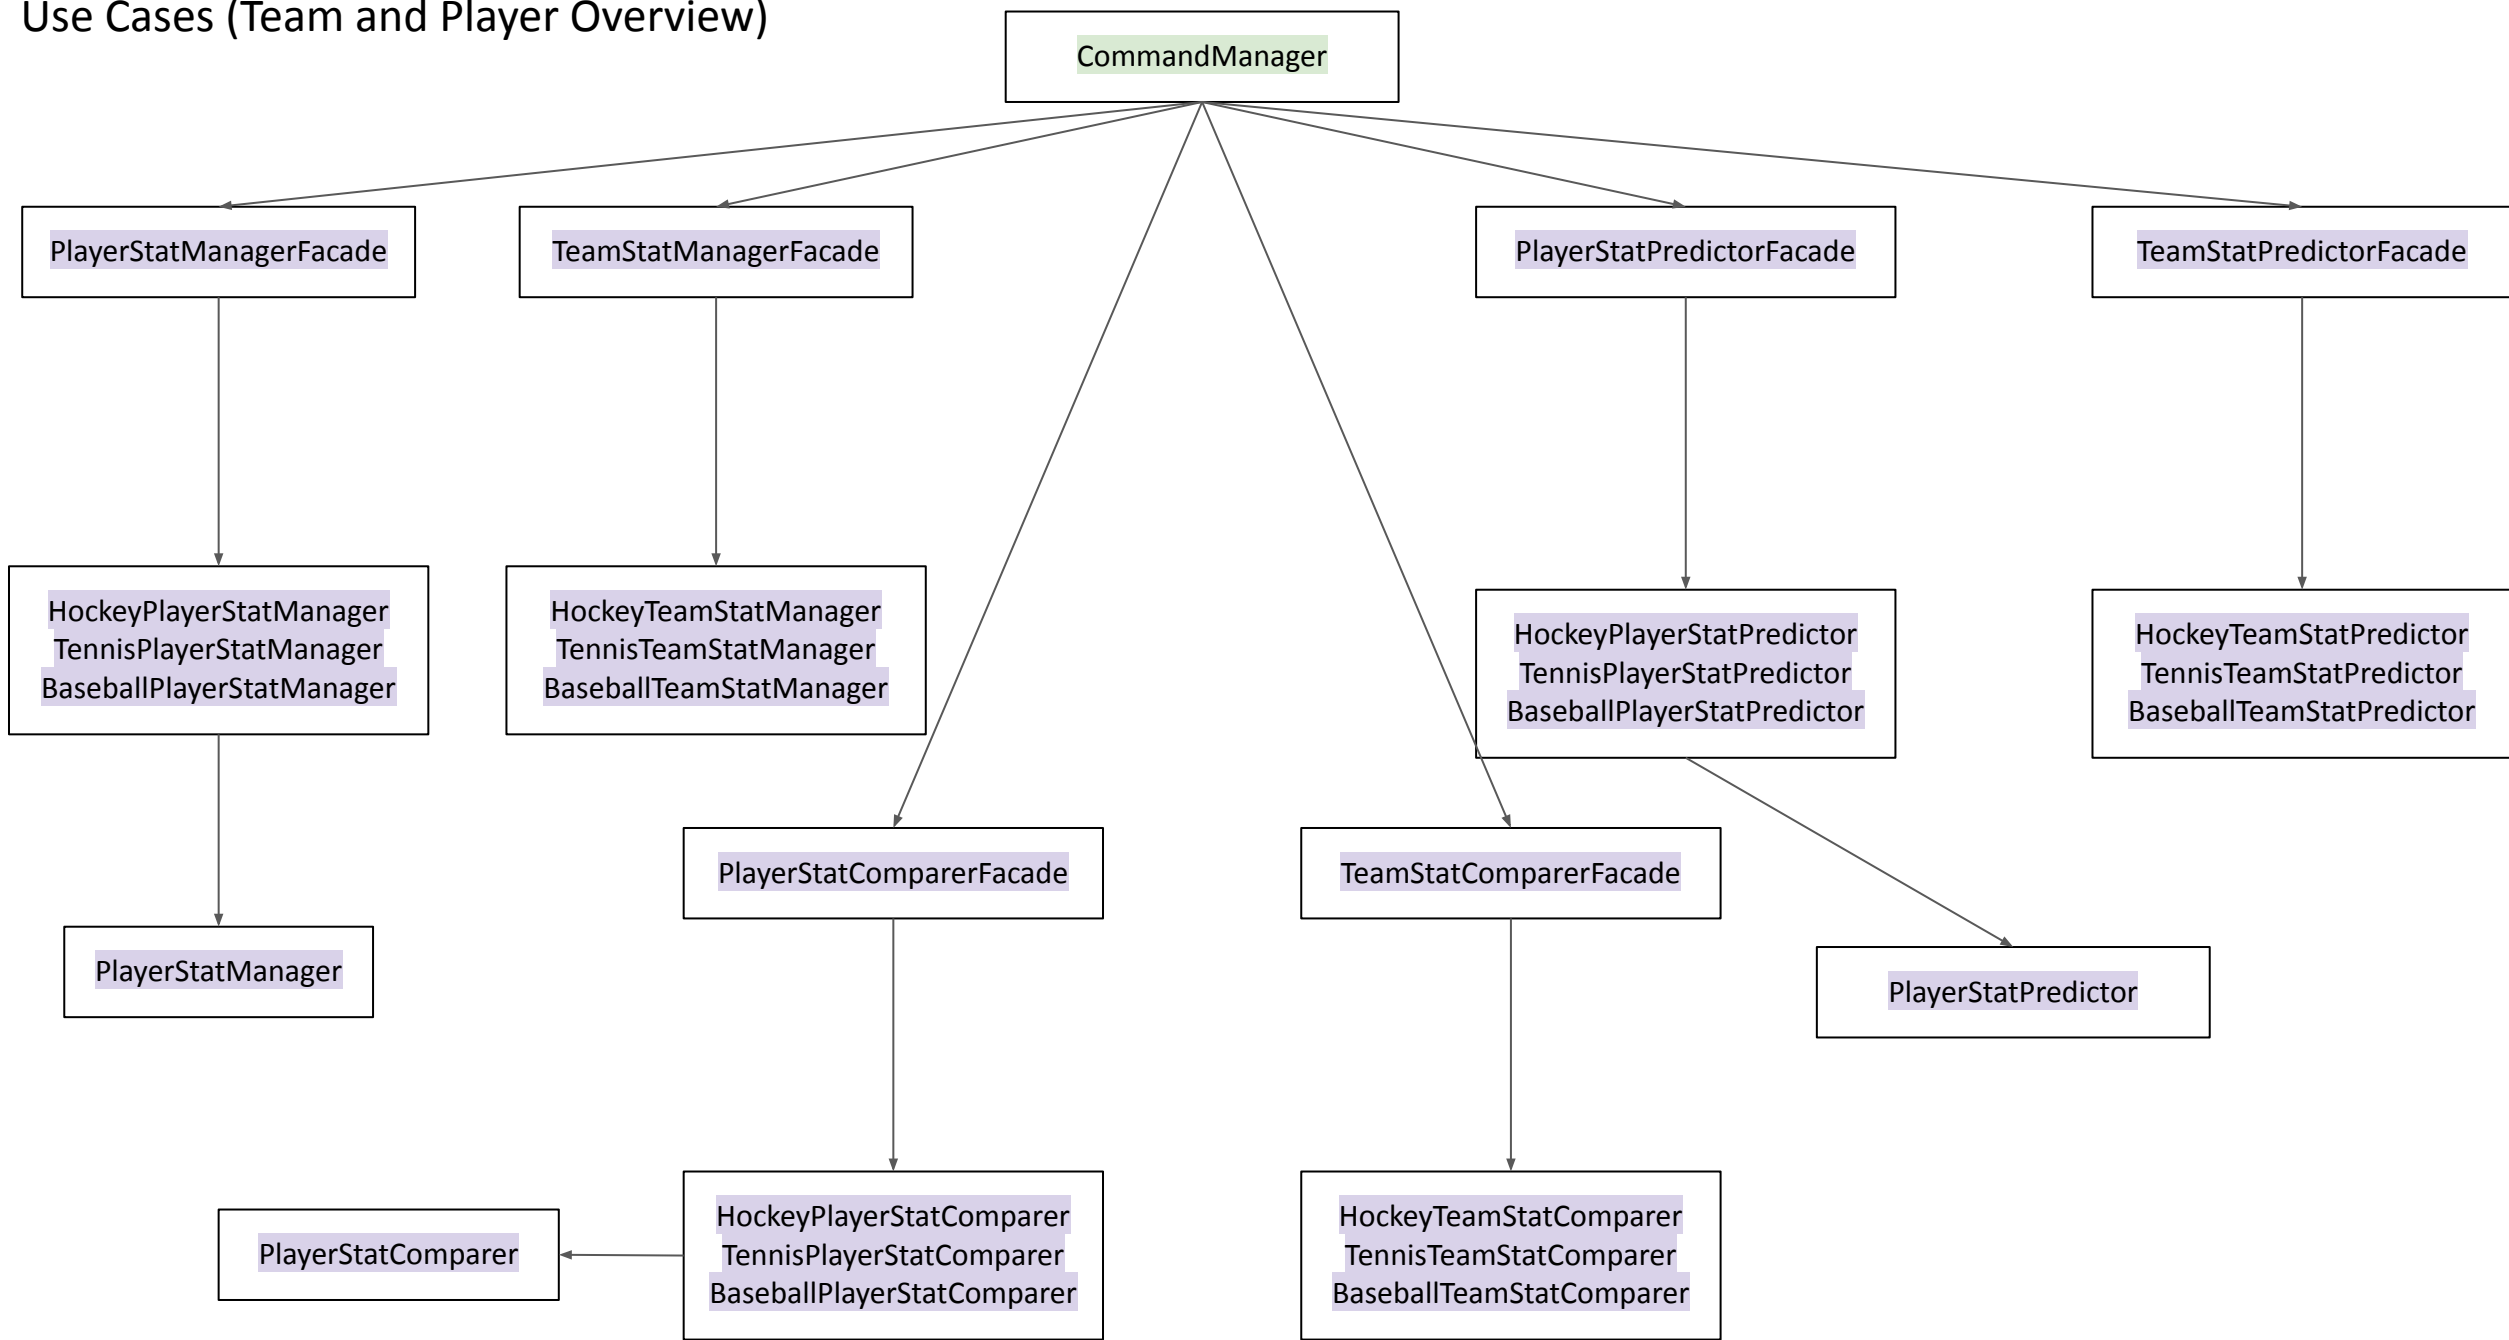 Use Cases (Team and Player Overview)
CommandManager
PlayerStatManagerFacade
TeamStatManagerFacade
PlayerStatPredictorFacade
TeamStatPredictorFacade
HockeyPlayerStatManager
TennisPlayerStatManager
BaseballPlayerStatManager
HockeyTeamStatManager
TennisTeamStatManager
BaseballTeamStatManager
HockeyPlayerStatPredictor
TennisPlayerStatPredictor
BaseballPlayerStatPredictor
HockeyTeamStatPredictor
TennisTeamStatPredictor
BaseballTeamStatPredictor
PlayerStatComparerFacade
TeamStatComparerFacade
PlayerStatManager
PlayerStatPredictor
PlayerStatComparer
HockeyPlayerStatComparer
TennisPlayerStatComparer
BaseballPlayerStatComparer
HockeyTeamStatComparer
TennisTeamStatComparer
BaseballTeamStatComparer